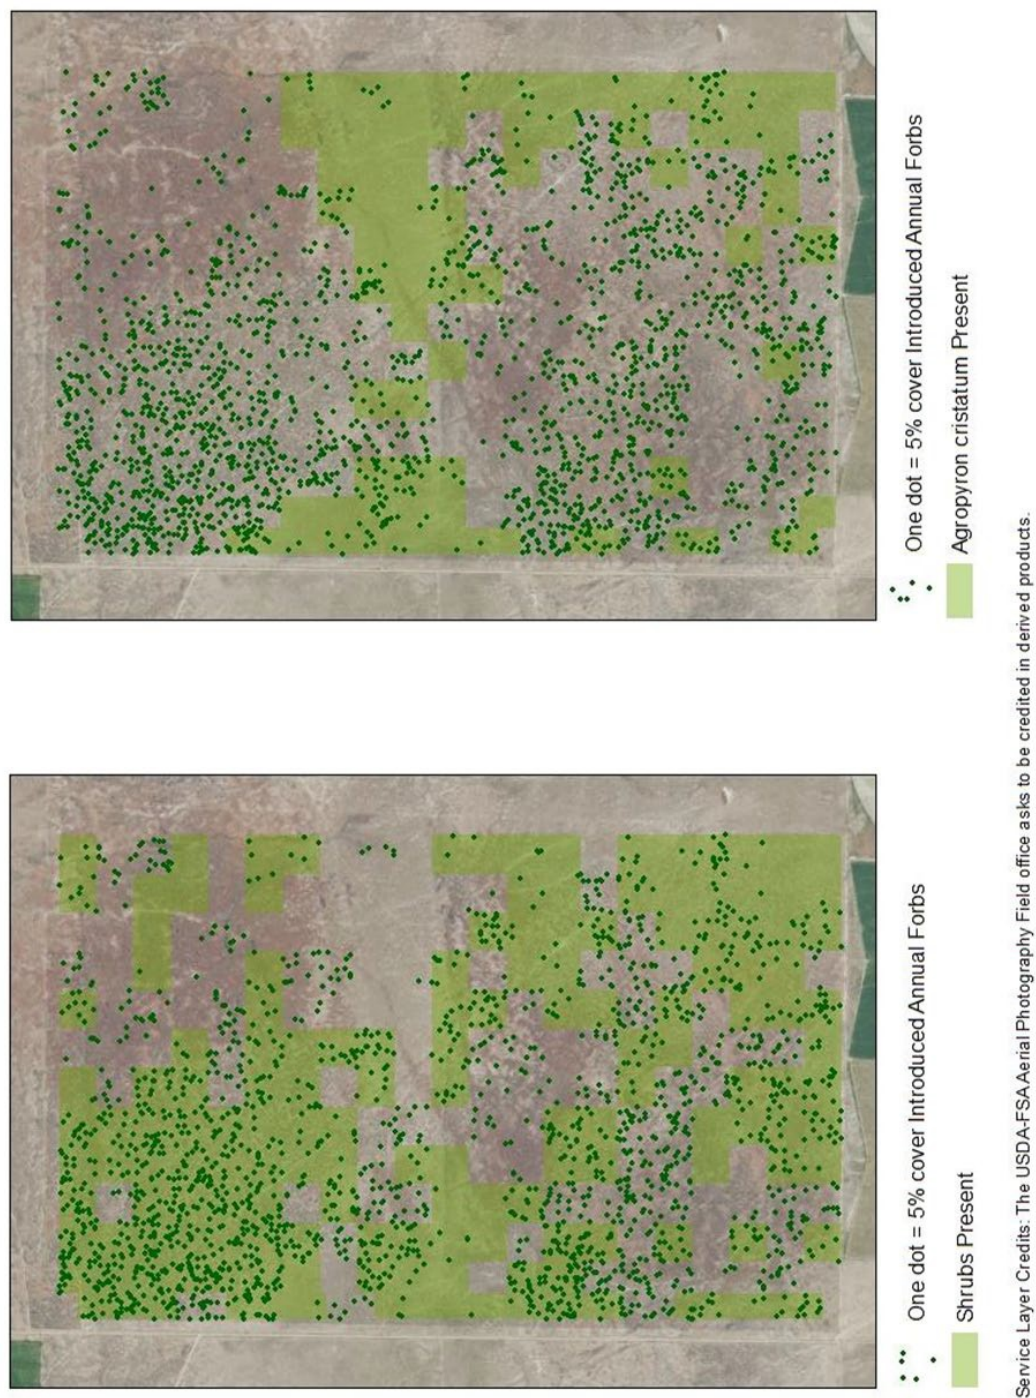 One dot = 5% cover Introduced Annual Forbs
Shrubs Present
One dot = 5% cover Introduced Annual Forbs
Agropyron cristatum Present
Service Layer Credits: The USDA-FSA Aerial Photography Field office asks to be credited in derived products.